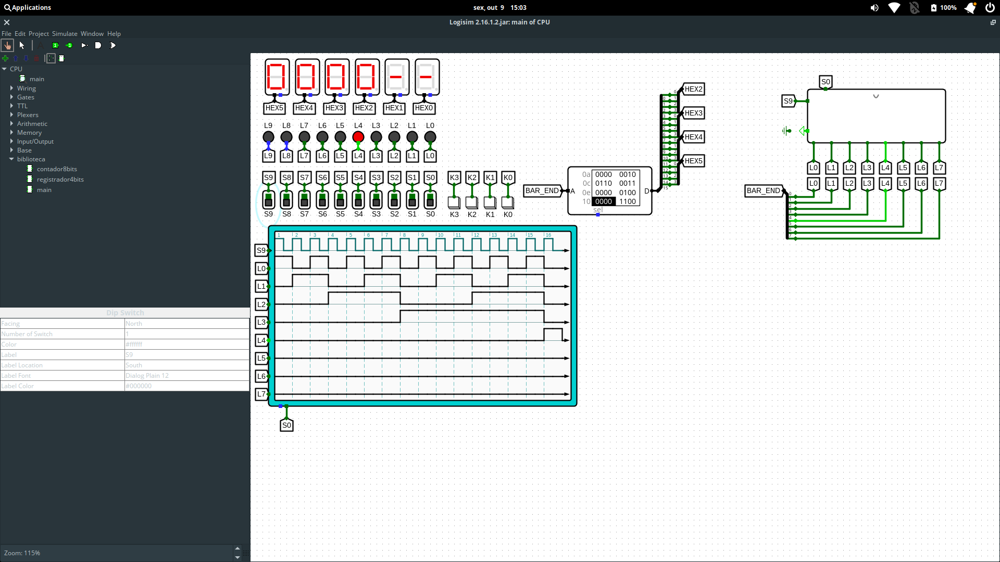 Applications
sex, out 9 15:03
100%
Logisim 2.16.1.2.jar: main of CPU
File Edit Project Simulate Window Help
CPU
main
Wiring
Gates
TTL
Plexers
Arithmetic
Memory
Input/Output
Base
biblioteca
contador8bits
registrador4bits
main
Dip Switch
Facing North
Number of Switch 1
Color #ffffff
Label S9
Label Location South
Label Font Dialog Plain 12
Label Color #000000
Zoom: 115%
HEX5 HEX4 HEX3 HEX2 HEX1 HEX0
L9 L8 L7 L6 L5 L4 L3 L2 L1 L0
L9 L8 L7 L6 L5 L4 L3 L2 L1 L0
S9 S8 S7 S6 S5 S4 S3 S2 S1 S0 K3 K2 K1 K0
S9 S8 S7 S6 S5 S4 S3 S2 S1 S0 K3 K2 K1 K0
1 2 3 4 5 6 7 8 9 10 11 12 13 14 15 16
S9
L0
L1
L2
L3
L4
L5
L6
L7
S0
BAR_END
A
0a 0000 0010
0c 0110 0011
0e 0000 0100
10 0000 1100
sel
D
HEX2
HEX3
HEX4
HEX5
S0
S9
L0 L1 L2 L3 L4 L5 L6 L7
L0 L1 L2 L3 L4 L5 L6 L7
BAR_END